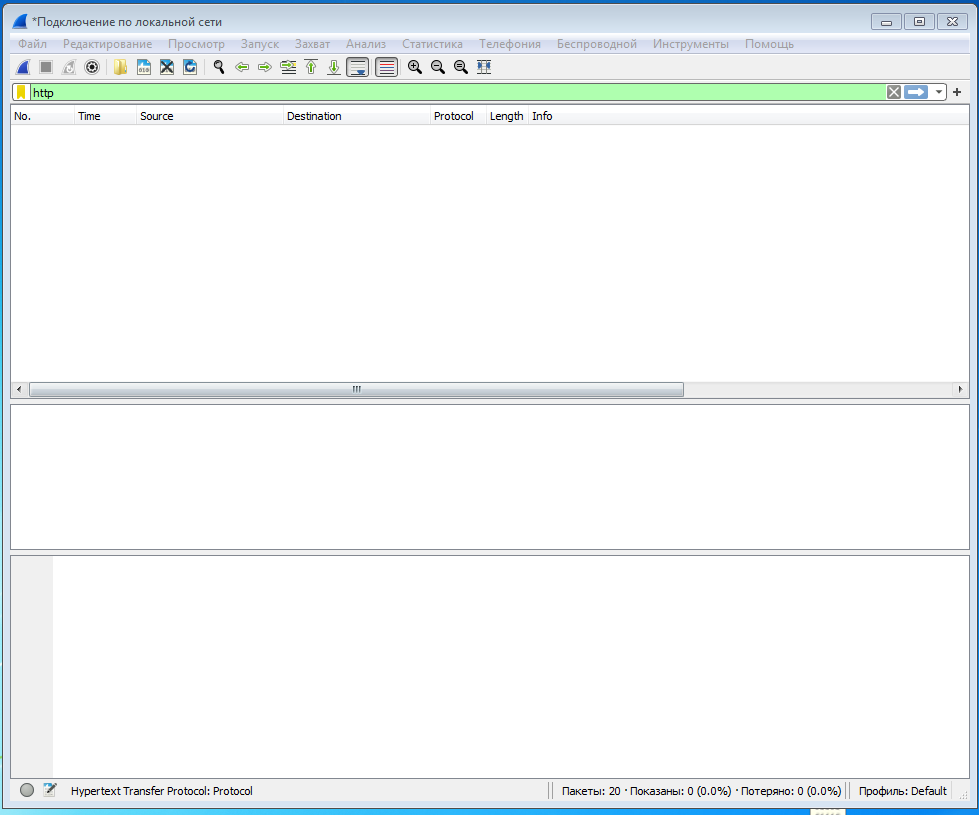 *Подключение по локальной сети
Файл Редактирование Просмотр Запуск Захват Анализ Статистика Телефония Беспроводной Инструменты Помощь
http
No. Time Source Destination Protocol Length Info
Hypertext Transfer Protocol: Protocol
Пакеты: 20 · Показаны: 0 (0.0%) · Потеряно: 0 (0.0%)
Профиль: Default